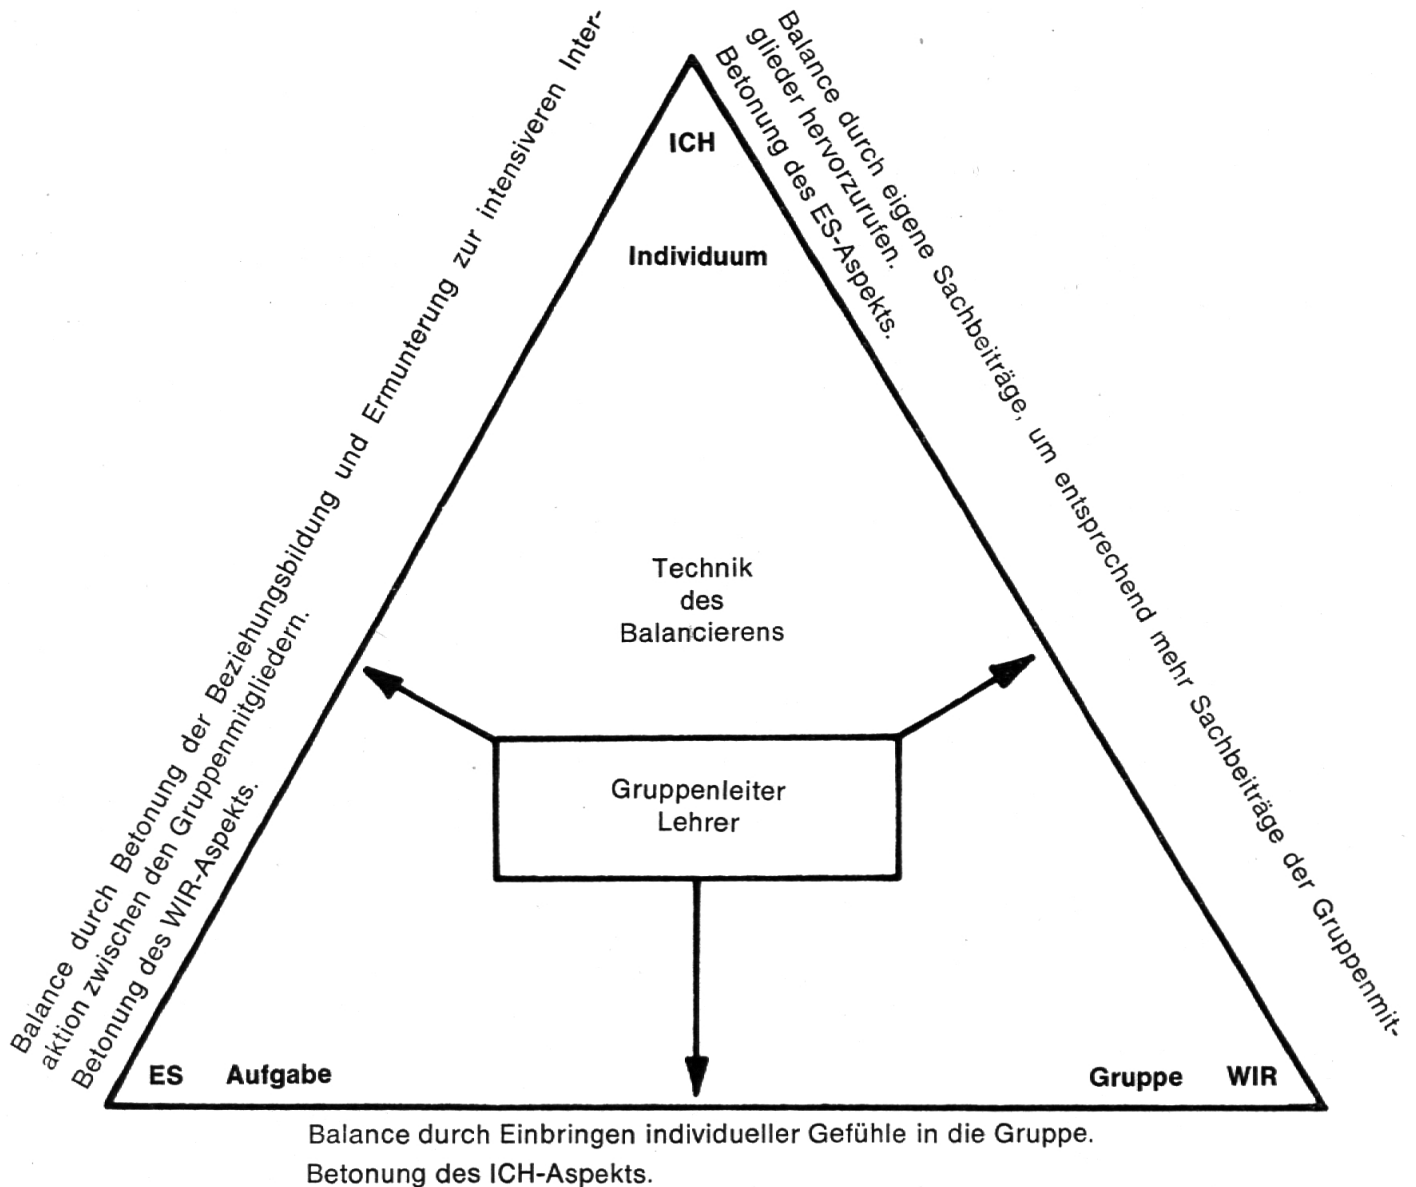 Balance durch Betonung der Beziehungsbildung und Ermunterung zur intensiveren Inter-
aktion zwischen den Gruppenmitgliedern.
Betonung des WIR-Aspekts.
Balance durch eigene Sachbeiträge, um entsprechend mehr Sachbeiträge der Gruppenmit-
glieder hervorzurufen.
Betonung des ES-Aspekts.
ICH
Individuum
Technik
des
Balancierens
Gruppenleiter
Lehrer
ES Aufgabe
Gruppe WIR
Balance durch Einbringen individueller Gefühle in die Gruppe.
Betonung des ICH-Aspekts.